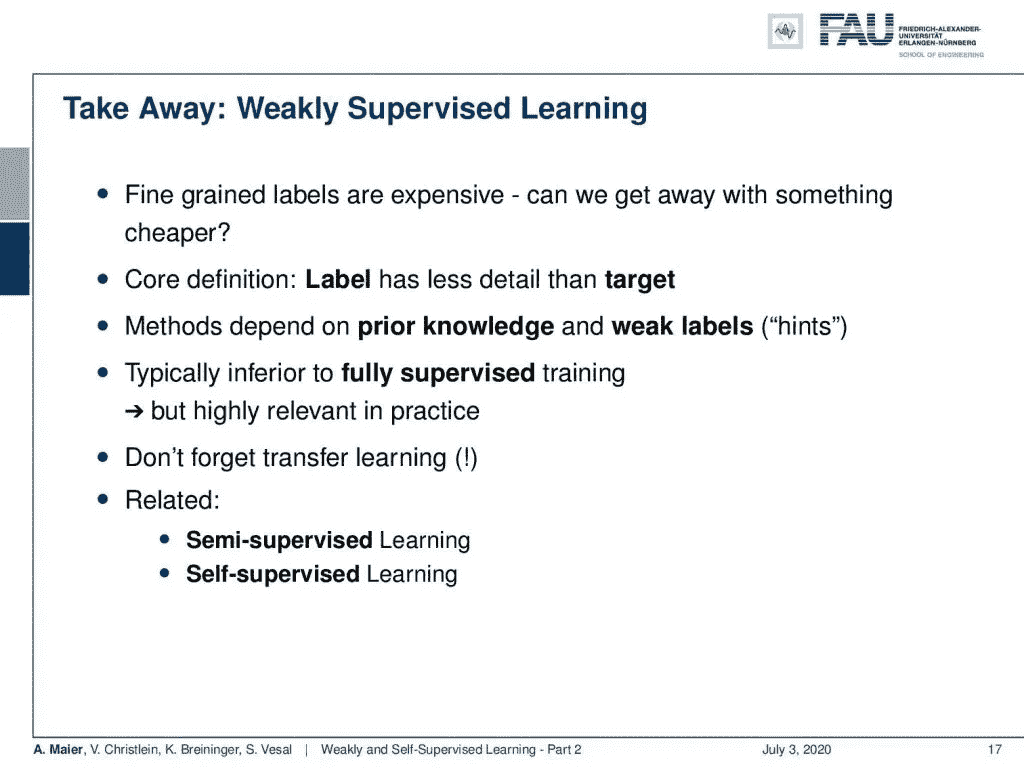 FAU
FRIEDRICH-ALEXANDER-
UNIVERSITÄT
ERLANGEN-NÜRNBERG
SCHOOL OF ENGINEERING
Take Away: Weakly Supervised Learning
• Fine grained labels are expensive - can we get away with something
cheaper?
• Core definition: Label has less detail than target
• Methods depend on prior knowledge and weak labels (“hints”)
• Typically inferior to fully supervised training
➔ but highly relevant in practice
• Don’t forget transfer learning (!)
• Related:
• Semi-supervised Learning
• Self-supervised Learning
A. Maier, V. Christlein, K. Breininger, S. Vesal | Weakly and Self-Supervised Learning - Part 2 July 3, 2020 17